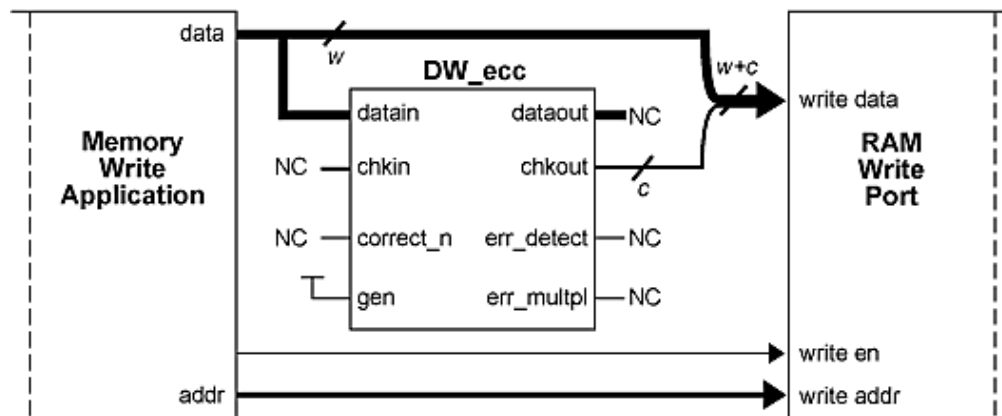 data
w
DW_ecc
w+c
datain
dataout
NC
write data
Memory
Write
Application
RAM
Write
Port
NC
chkin
chkout
c
NC
correct_n
err_detect
NC
gen
err_multpl
NC
write en
addr
write addr